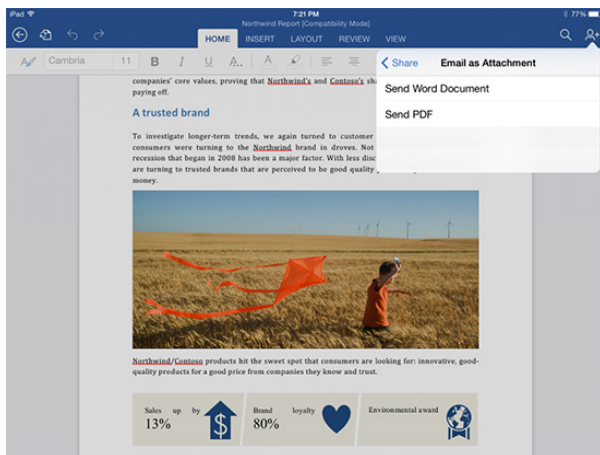 iPad 7:21 PM 77%
Northwind Report [Compatibility Mode]
HOME INSERT LAYOUT REVIEW VIEW
Cambria 11 B I U A.. A
Share Email as Attachment
Send Word Document
Send PDF
companies' core values, proving that Northwind's and Contoso's sha
paying off.
A trusted brand
To investigate longer-term trends, we again turned to customer
consumers were turning to the Northwind brand in droves. Not
recession that began in 2008 has been a major factor. With less disc
are turning to trusted brands that are perceived to be good quality
money.
Northwind/Contoso products hit the sweet spot that consumers are looking for: innovative, good-
quality products for a good price from companies they know and trust.
Sales up by
13%
$
Brand loyalty
80%
Environmental award